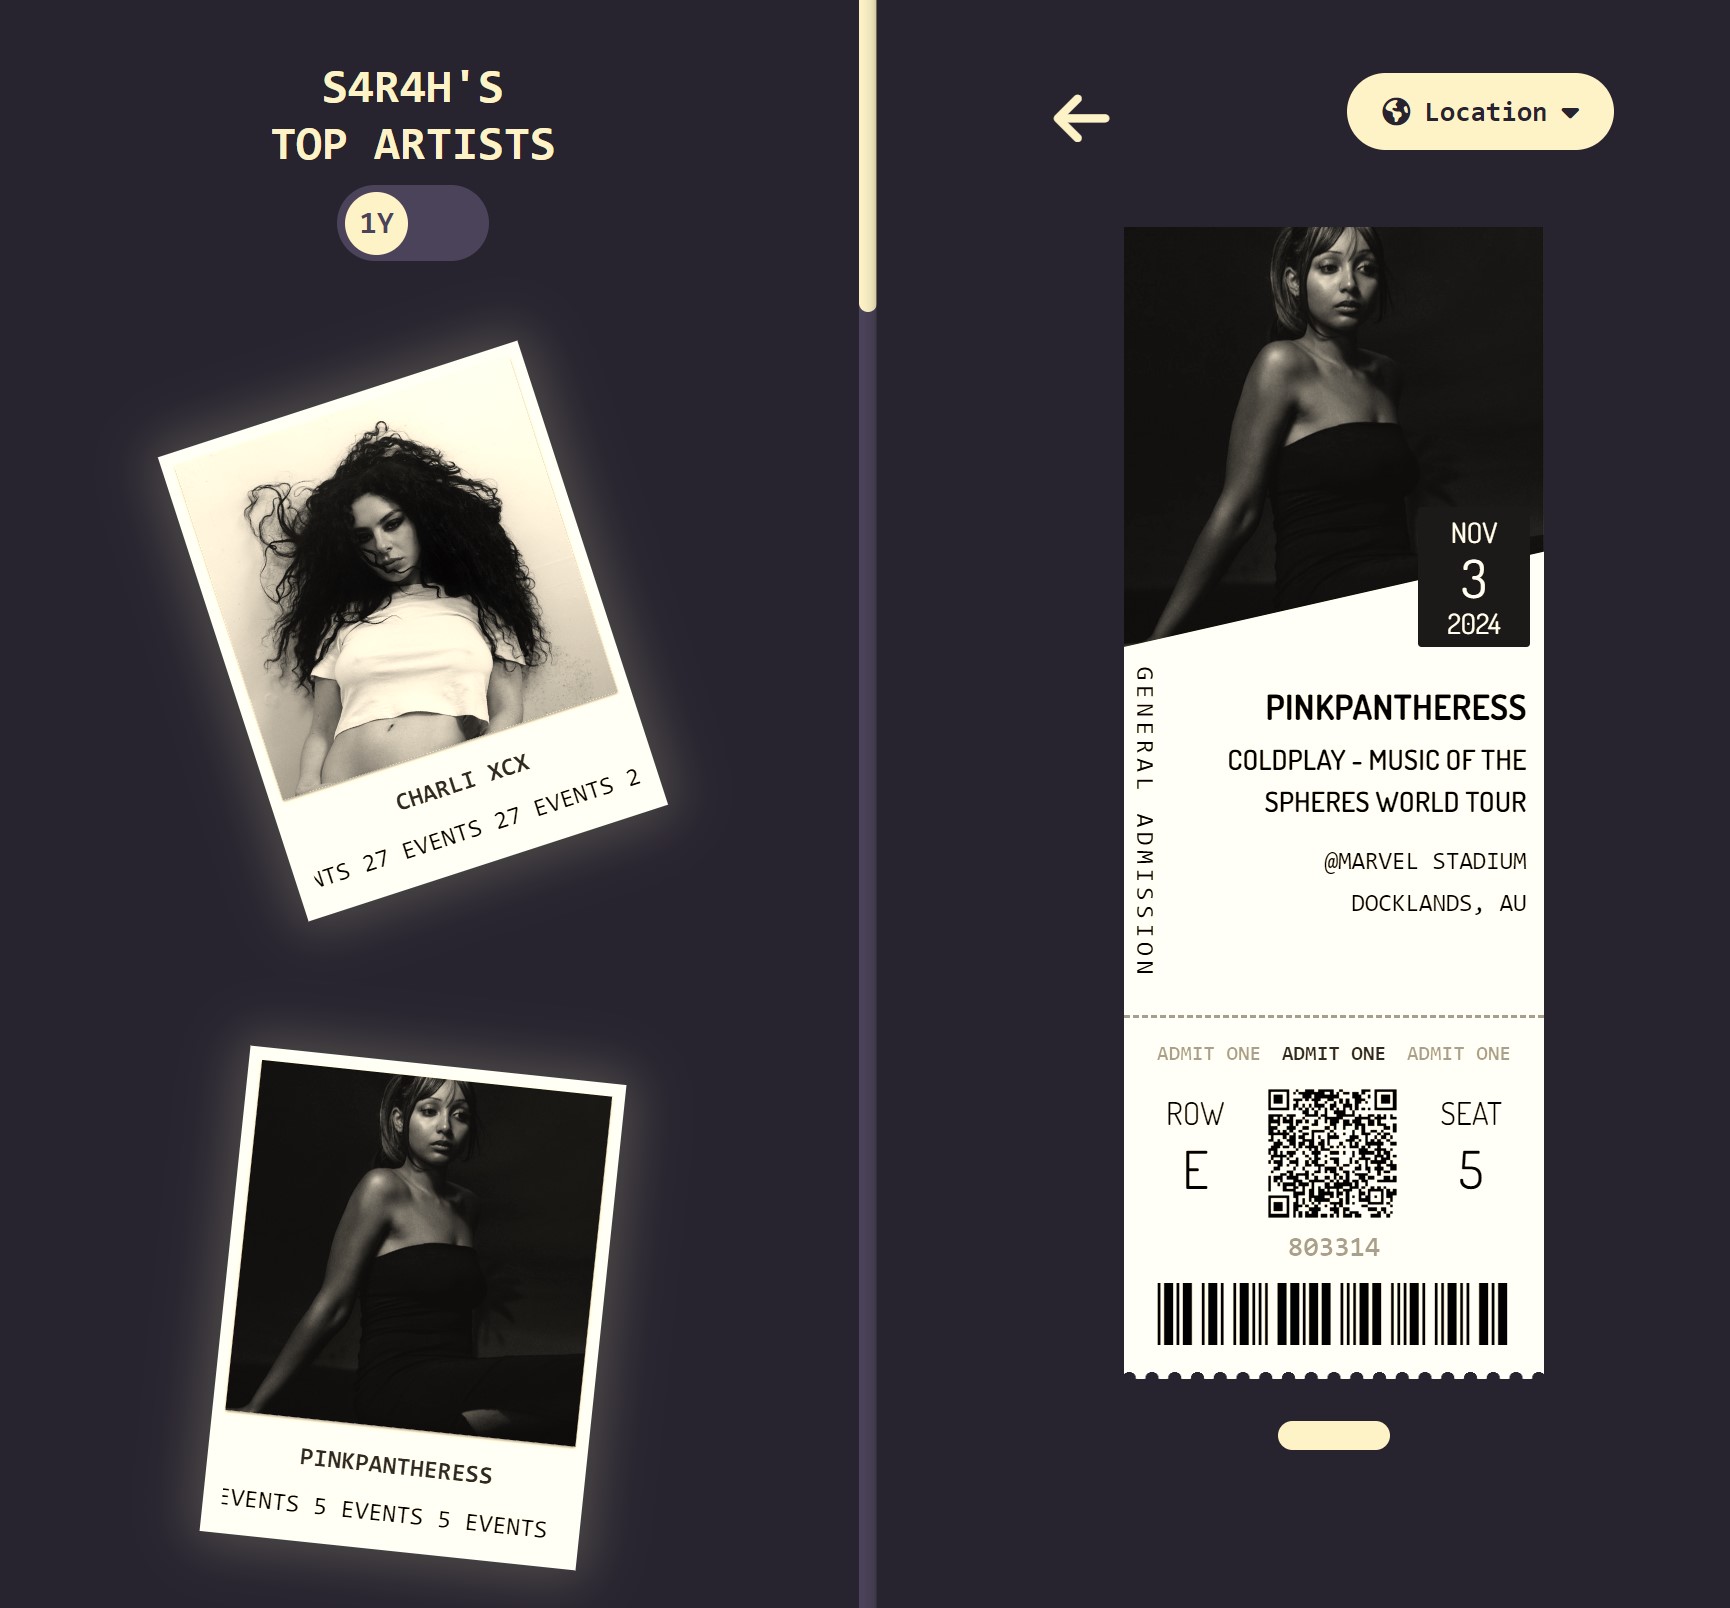 S4R4H'S
TOP ARTISTS
1Y
CHARLI XCX
27 EVENTS 27 EVENTS 2
PINKPANTHERESS
EVENTS 5 EVENTS 5 EVENTS
Location
NOV
3
2024
GENERAL ADMISSION
PINKPANTHERESS
COLDPLAY - MUSIC OF THE
SPHERES WORLD TOUR
@MARVEL STADIUM
DOCKLANDS, AU
ADMIT ONE ADMIT ONE ADMIT ONE
ROW
E
SEAT
5
803314